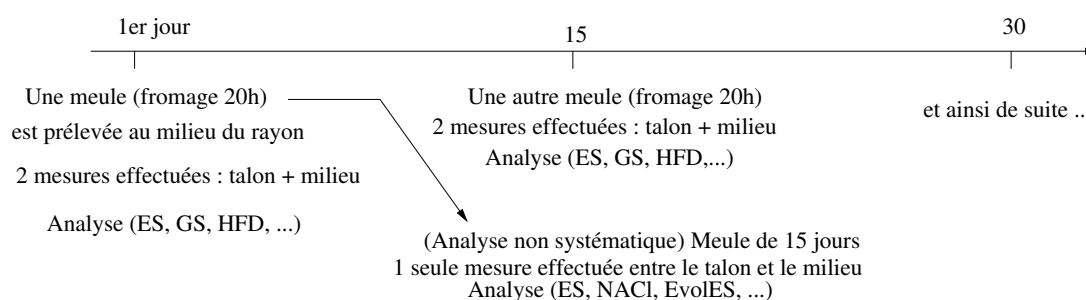 1er jour
15
30
Une meule (fromage 20h)
est prélevée au milieu du rayon
2 mesures effectuées : talon + milieu
Analyse (ES, GS, HFD, ...)
Une autre meule (fromage 20h)
2 mesures effectuées : talon + milieu
Analyse (ES, GS, HFD,...)
et ainsi de suite ..
(Analyse non systématique) Meule de 15 jours
1 seule mesure effectuée entre le talon et le milieu
Analyse (ES, NACl, EvolES, ...)